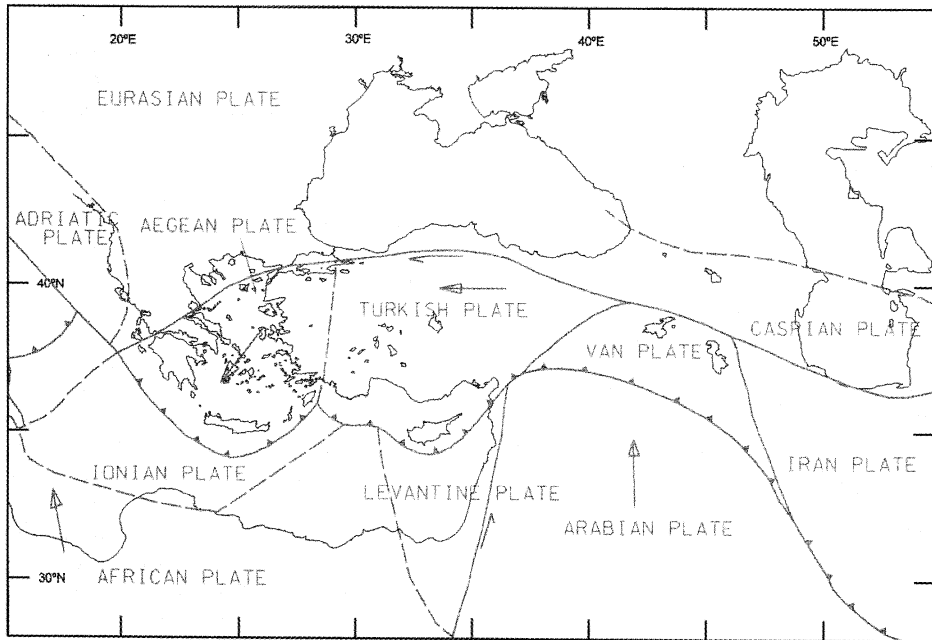 20°E 30°E 40°E 50°E
EURASIAN PLATE
ADRIATIC
PLATE
AEGEAN PLATE
40°N
TURKISH PLATE
CASPIAN PLATE
VAN PLATE
IONIAN PLATE
LEVANTINE PLATE
IRAN PLATE
ARABIAN PLATE
30°N
AFRICAN PLATE